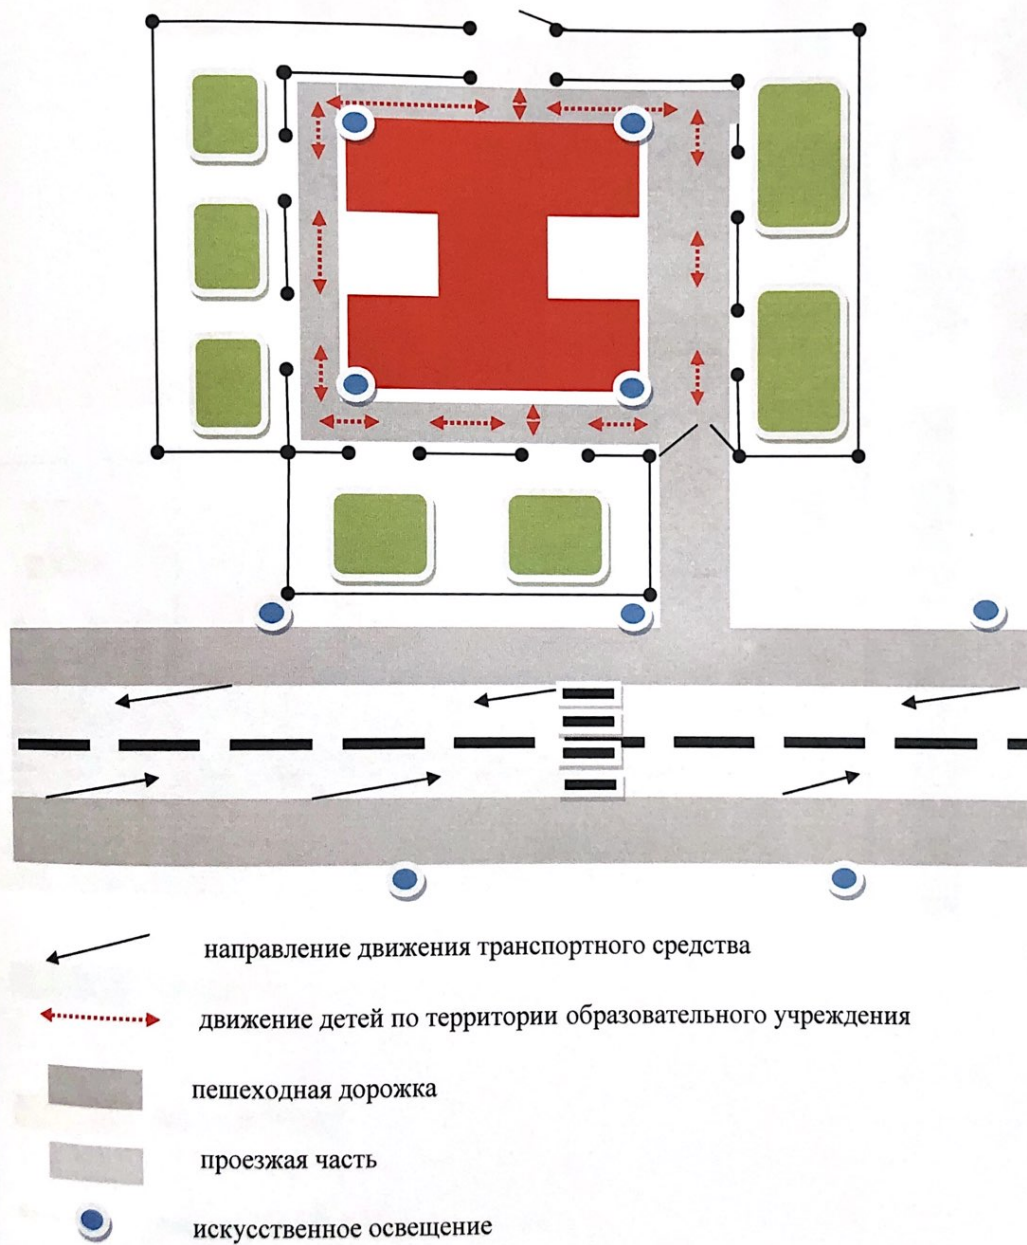 направление движения транспортного средства
движение детей по территории образовательного учреждения
пешеходная дорожка
проезжая часть
искусственное освещение